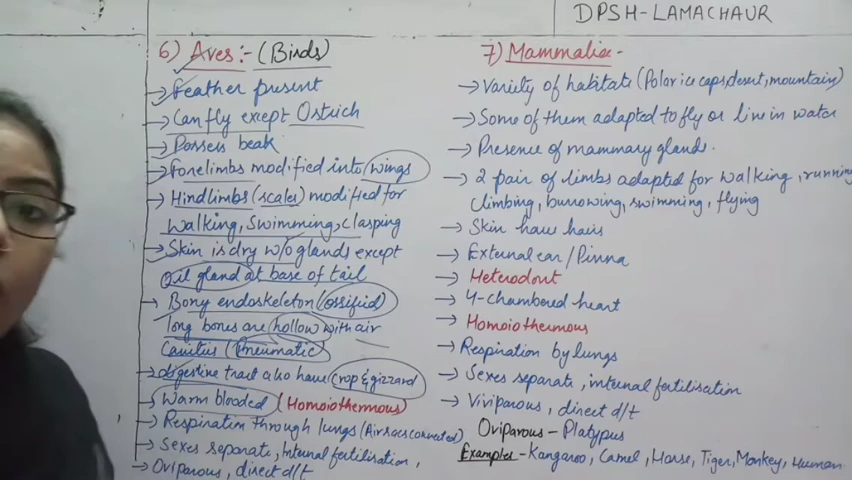 DPSH-LAMACHAUR
6) Aves:- (Birds)
→ Feather present
→ Can fly except Ostrich
→ Possess beak
→ Forelimbs modified into wings
→ Hindlimbs (scales) modified for
walking, swimming, clasping
→ Skin is dry w/o glands except
oil gland at base of tail
→ Bony endoskeleton (ossified)
long bones are hollow with air
Cavities (Pneumatic)
→ digestive tract also have crop & gizzard
→ Warm blooded (Homoiothermous)
→ Respiration through lungs (Airsacs connected)
→ Sexes separate, Internal fertilisation,
→ Oviparous, direct d/t
7) Mammalia -
→ Variety of habitats (Polar ice caps, desert, mountains)
→ Some of them adapted to fly or live in water
→ Presence of mammary glands.
→ 2 pair of limbs adapted for walking, running
climbing, burrowing, swimming, flying
→ Skin have hairs
→ External ear / Pinna
→ Heterodont
→ 4-chambered heart
→ Homoiothermous
→ Respiration by lungs
→ Sexes separate, internal fertilisation
→ Viviparous, direct d/t
Oviparous - Platypus
Examples - Kangaroo, Camel, Horse, Tiger, Monkey, Human